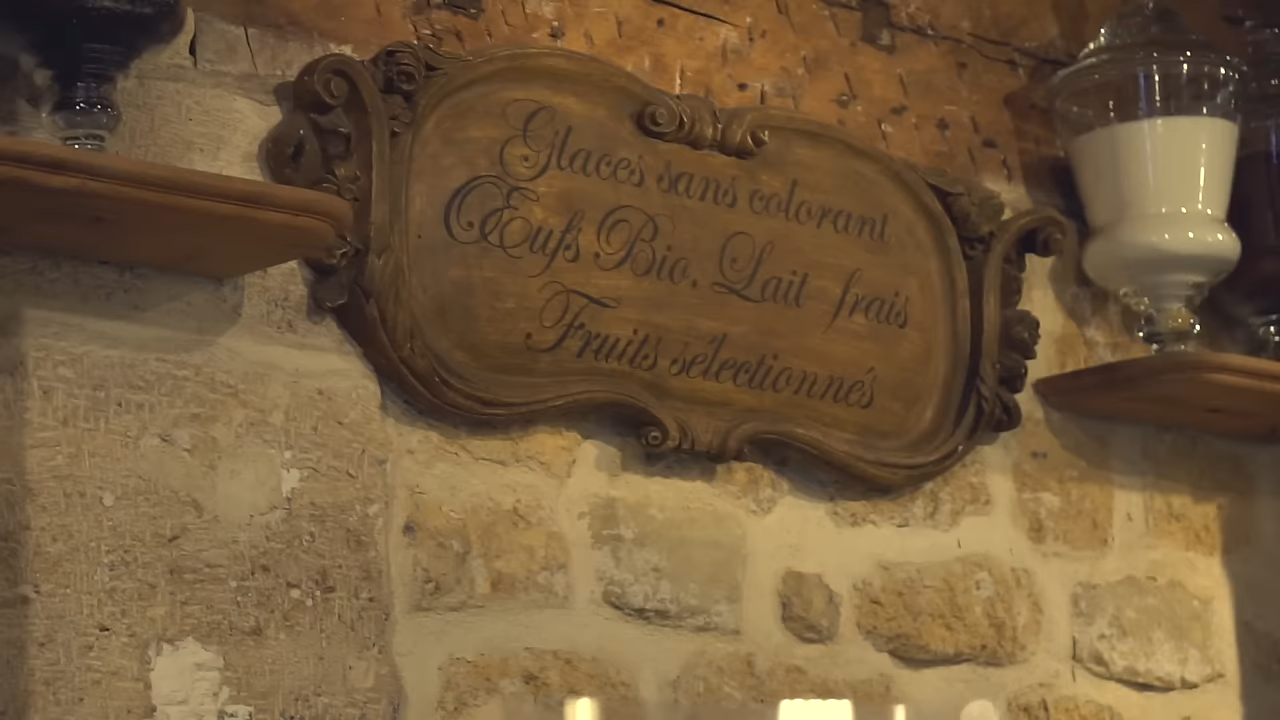 Glaces sans colorant
Œufs Bio. Lait frais
Fruits sélectionnés